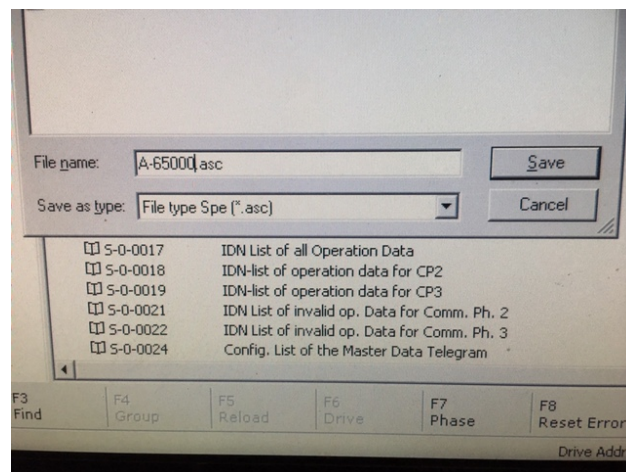 File name: A-65000.asc Save
Save as type: File type Spe (*.asc) Cancel
S-0-0017 IDN List of all Operation Data
S-0-0018 IDN-list of operation data for CP2
S-0-0019 IDN-list of operation data for CP3
S-0-0021 IDN List of invalid op. Data for Comm. Ph. 2
S-0-0022 IDN List of invalid op. Data for Comm. Ph. 3
S-0-0024 Config. List of the Master Data Telegram
F3 F4 F5 F6 F7 F8
Find Group Reload Drive Phase Reset Error
Drive Addr